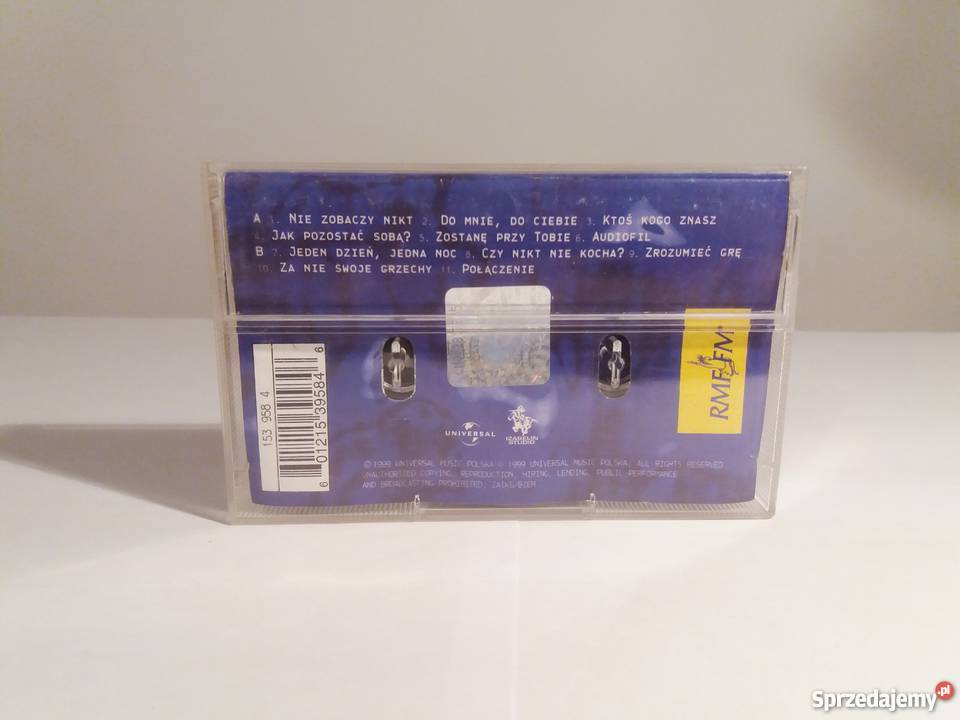 A 1. NIE ZOBACZY NIKT 2. DO MNIE, DO CIEBIE 3. KTOŚ KOGO ZNASZ
4. JAK POZOSTAĆ SOBĄ? 5. ZOSTANĘ PRZY TOBIE 6. AUDIOFIL
B 7. JEDEN DZIEŃ, JEDNA NOC 8. CZY NIKT NIE KOCHA? 9. ZROZUMIEĆ GRĘ
10. ZA NIE SWOJE GRZECHY 11. POŁĄCZENIE
153 958 4
6 01215 39584 6
RMF FM
UNIVERSAL
IZABELIN
STUDIO
℗ 1999 UNIVERSAL MUSIC POLSKA © 1999 UNIVERSAL MUSIC POLSKA, ALL RIGHTS RESERVED
UNAUTHORIZED COPYING, REPRODUCTION, HIRING, LENDING, PUBLIC PERFORMANCE
AND BROADCASTING PROHIBITED, ZAIKS/BIEM
Sprzedajemy.pl